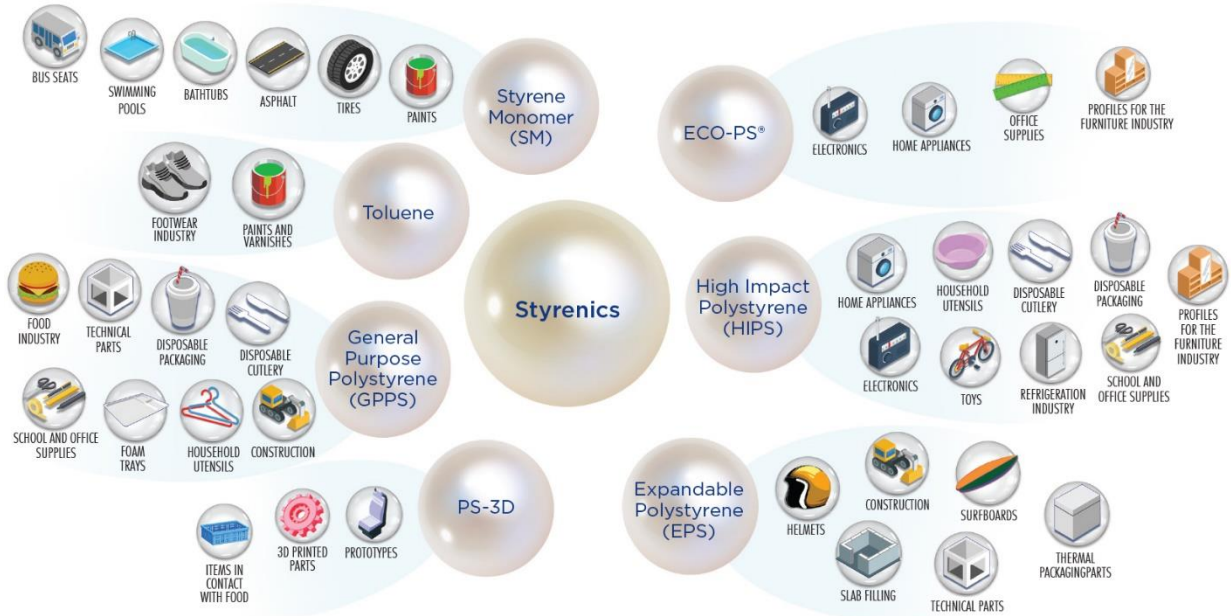 BUS SEATS
SWIMMING
POOLS
BATHTUBS
ASPHALT
TIRES
PAINTS
Styrene
Monomer
(SM)
FOOTWEAR
INDUSTRY
PAINTS AND
VARNISHES
Toluene
FOOD
INDUSTRY
TECHNICAL
PARTS
DISPOSABLE
PACKAGING
DISPOSABLE
CUTLERY
SCHOOL AND OFFICE
SUPPLIES
FOAM
TRAYS
HOUSEHOLD
UTENSILS
CONSTRUCTION
General
Purpose
Polystyrene
(GPPS)
ITEMS IN
CONTACT
WITH FOOD
3D PRINTED
PARTS
PROTOTYPES
PS-3D
Styrenics
ECO-PS®
ELECTRONICS
HOME APPLIANCES
OFFICE
SUPPLIES
PROFILES FOR THE
FURNITURE INDUSTRY
High Impact
Polystyrene
(HIPS)
HOME APPLIANCES
HOUSEHOLD
UTENSILS
DISPOSABLE
CUTLERY
DISPOSABLE
PACKAGING
PROFILES
FOR THE
FURNITURE
INDUSTRY
ELECTRONICS
TOYS
REFRIGERATION
INDUSTRY
SCHOOL AND
OFFICE SUPPLIES
Expandable
Polystyrene
(EPS)
HELMETS
CONSTRUCTION
SURFBOARDS
THERMAL
PACKAGINGPARTS
SLAB FILLING
TECHNICAL PARTS